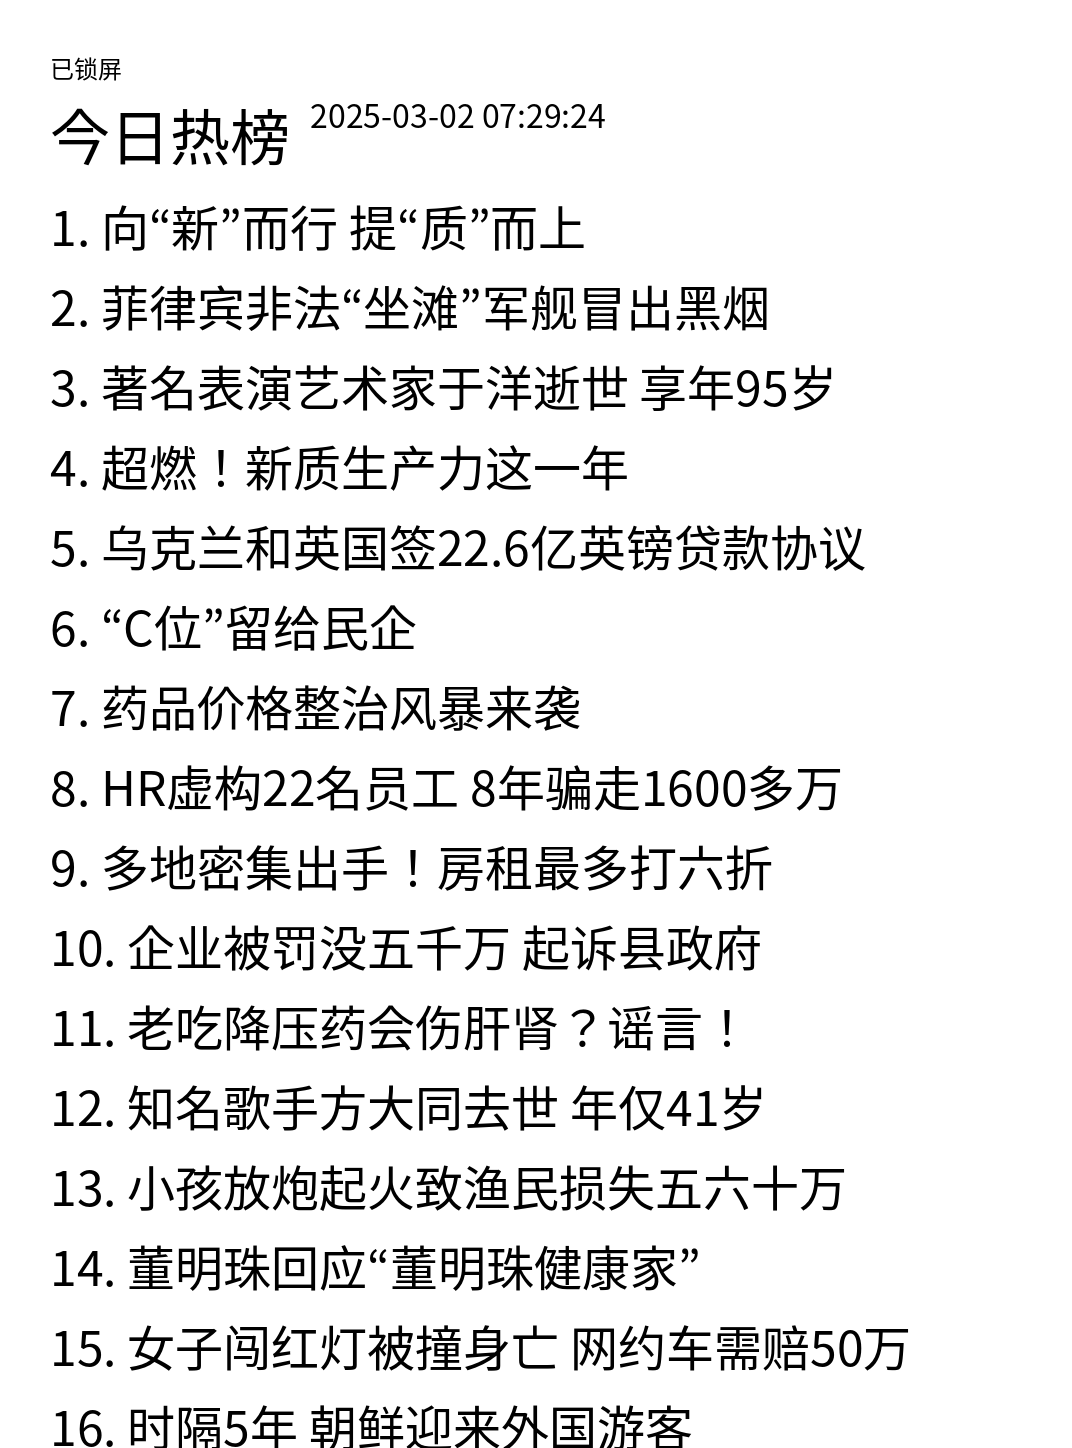 已锁屏
今日热榜 2025-03-02 07:29:24
1. 向“新”而行 提“质”而上
2. 菲律宾非法“坐滩”军舰冒出黑烟
3. 著名表演艺术家于洋逝世 享年95岁
4. 超燃！新质生产力这一年
5. 乌克兰和英国签22.6亿英镑贷款协议
6. “C位”留给民企
7. 药品价格整治风暴来袭
8. HR虚构22名员工 8年骗走1600多万
9. 多地密集出手！房租最多打六折
10. 企业被罚没五千万 起诉县政府
11. 老吃降压药会伤肝肾？谣言！
12. 知名歌手方大同去世 年仅41岁
13. 小孩放炮起火致渔民损失五六十万
14. 董明珠回应“董明珠健康家”
15. 女子闯红灯被撞身亡 网约车需赔50万
16. 时隔5年 朝鲜迎来外国游客